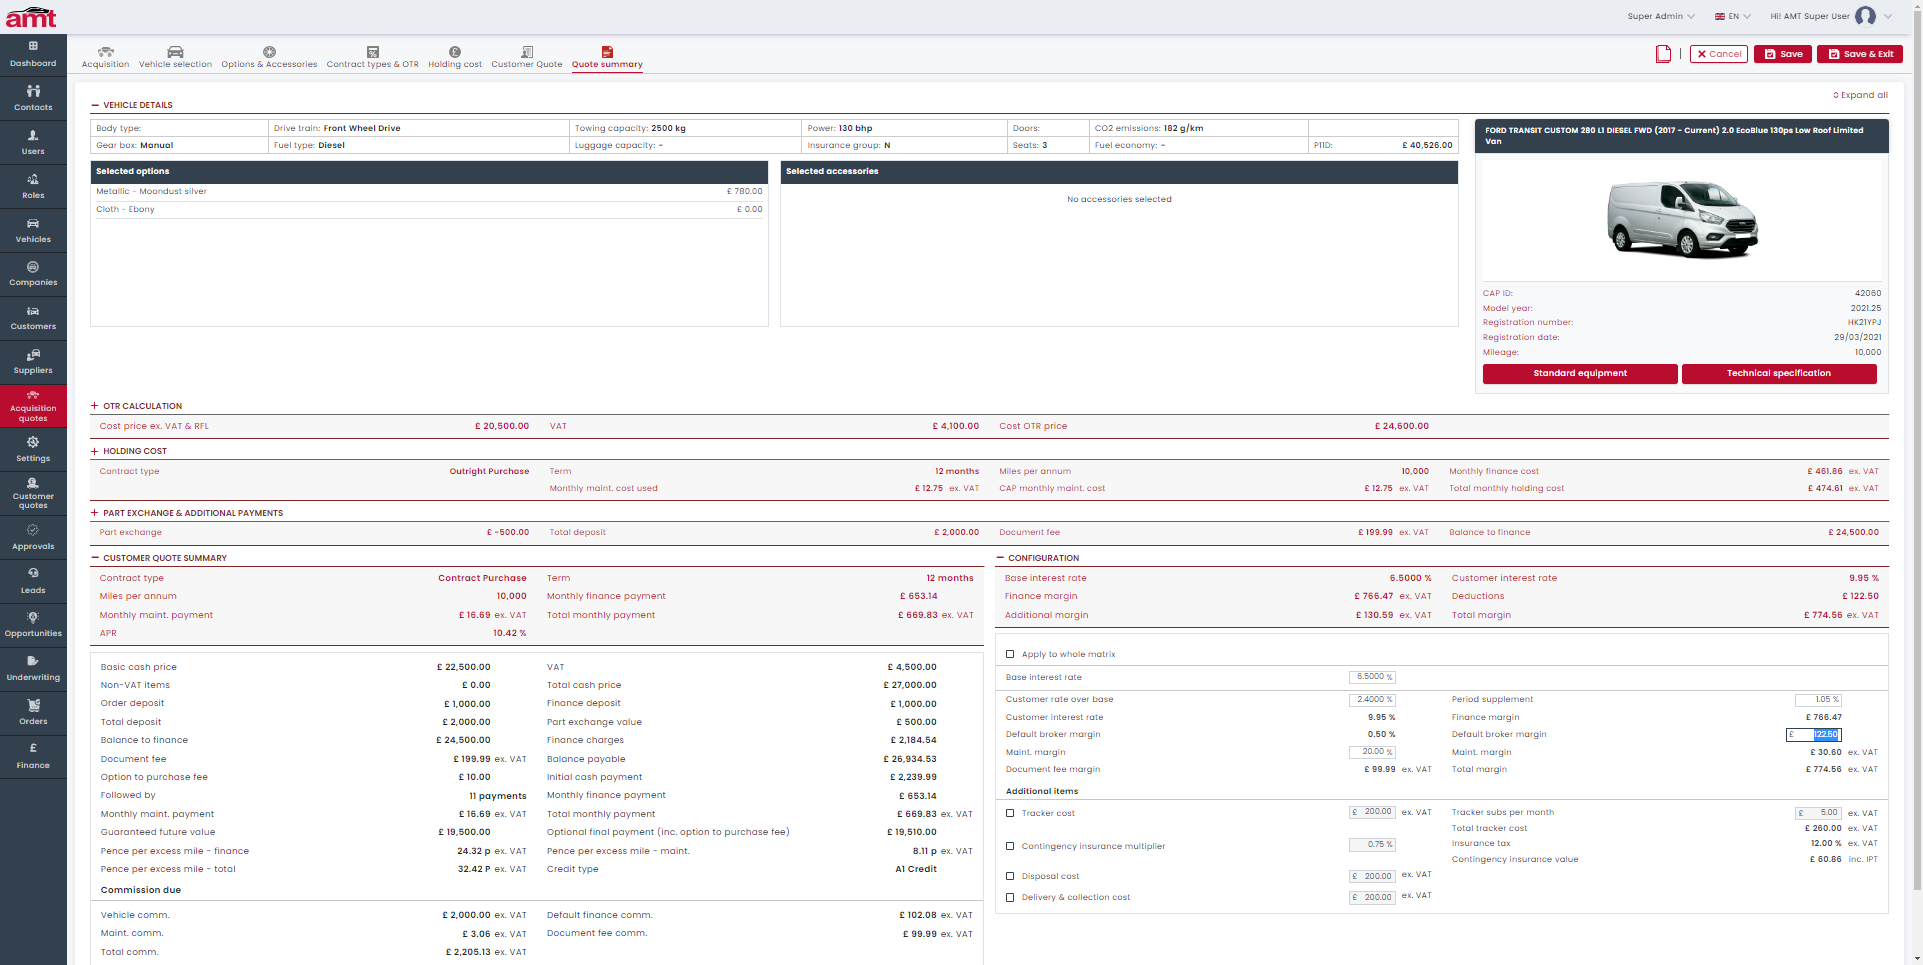 amt
Super Admin
EN
Hi! AMT Super User
Dashboard
Contacts
Users
Roles
Vehicles
Companies
Customers
Suppliers
Acquisition quotes
Settings
Customer quotes
Approvals
Leads
Opportunities
Underwriting
Orders
Finance
Acquisition
Vehicle selection
Options & Accessories
Contract types & OTR
Holding cost
Customer Quote
Quote summary
Cancel
Save
Save & Exit
Expand all
VEHICLE DETAILS
Body type: Drive train: Front Wheel Drive Towing capacity: 2500 kg Power: 130 bhp Doors: CO2 emissions: 182 g/km
Gear box: Manual Fuel type: Diesel Luggage capacity: - Insurance group: N Seats: 3 Fuel economy: - P11D: £ 40,526.00
Selected options
Metallic - Moondust silver £ 780.00
Cloth - Ebony £ 0.00
Selected accessories
No accessories selected
FORD TRANSIT CUSTOM 280 L1 DIESEL FWD (2017 - Current) 2.0 EcoBlue 130ps Low Roof Limited
Van
CAP ID: 42060
Model year: 2021.25
Registration number: HK21YPJ
Registration date: 29/03/2021
Mileage: 10,000
Standard equipment
Technical specification
OTR CALCULATION
Cost price ex. VAT & RFL £ 20,500.00 VAT £ 4,100.00 Cost OTR price £ 24,600.00
HOLDING COST
Contract type Outright Purchase Term 12 months Miles per annum 10,000 Monthly finance cost £ 461.86 ex. VAT
Monthly maint. cost used £ 12.75 ex. VAT CAP monthly maint. cost £ 12.75 ex. VAT Total monthly holding cost £ 474.61 ex. VAT
PART EXCHANGE & ADDITIONAL PAYMENTS
Part exchange £ -500.00 Total deposit £ 2,000.00 Document fee £ 199.99 ex. VAT Balance to finance £ 24,500.00
CUSTOMER QUOTE SUMMARY
Contract type Contract Purchase Term 12 months
Miles per annum 10,000 Monthly finance payment £ 653.14
Monthly maint. payment £ 16.69 ex. VAT Total monthly payment £ 669.83 ex. VAT
APR 10.42 %
Basic cash price £ 22,500.00 VAT £ 4,500.00
Non-VAT items £ 0.00 Total cash price £ 27,000.00
Order deposit £ 1,000.00 Finance deposit £ 1,000.00
Total deposit £ 2,000.00 Part exchange value £ 500.00
Balance to finance £ 24,500.00 Finance charges £ 2,184.54
Document fee £ 199.99 ex. VAT Balance payable £ 26,934.53
Option to purchase fee £ 10.00 Initial cash payment £ 2,239.99
Followed by 11 payments Monthly finance payment £ 653.14
Monthly maint. payment £ 16.69 ex. VAT Total monthly payment £ 669.83 ex. VAT
Guaranteed future value £ 19,500.00 Optional final payment (inc. option to purchase fee) £ 19,510.00
Pence per excess mile - finance 24.32 p ex. VAT Pence per excess mile - maint. 8.11 p ex. VAT
Pence per excess mile - total 32.42 P ex. VAT Credit type A1 Credit
Commission due
Vehicle comm. £ 2,000.00 ex. VAT Default finance comm. £ 102.08 ex. VAT
Maint. comm. £ 3.06 ex. VAT Document fee comm. £ 99.99 ex. VAT
Total comm. £ 2,205.13 ex. VAT
CONFIGURATION
Base interest rate 6.5000 % Customer interest rate 9.95 %
Finance margin £ 766.47 ex. VAT Deductions £ 122.50
Additional margin £ 130.59 ex. VAT Total margin £ 774.56 ex. VAT
Apply to whole matrix
Base interest rate 6.5000 %
Customer rate over base 2.4000 % Period supplement 1.05 %
Customer interest rate 9.95 % Finance margin £ 766.47
Default broker margin 0.50 % Default broker margin £ 122.50
Maint. margin 20.00 % Maint. margin £ 30.60 ex. VAT
Document fee margin £ 99.99 ex. VAT Total margin £ 774.56 ex. VAT
Additional items
Tracker cost £ 200.00 ex. VAT Tracker subs per month £ 5.00 ex. VAT
Total tracker cost £ 260.00 ex. VAT
Contingency insurance multiplier 0.75 % Insurance tax 12.00 % ex. VAT
Contingency insurance value £ 60.86 inc. IPT
Disposal cost £ 200.00 ex. VAT
Delivery & collection cost £ 200.00 ex. VAT